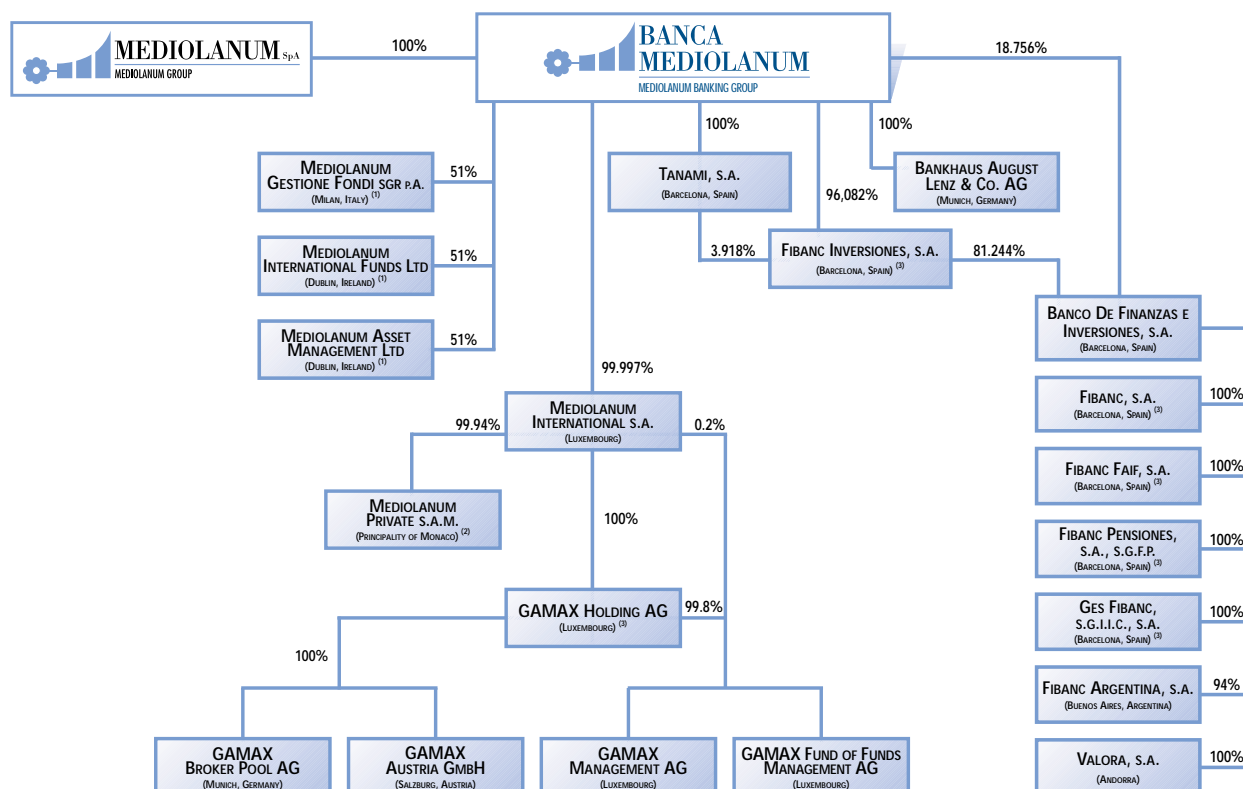 MEDIOLANUM SpA
MEDIOLANUM GROUP
100%
BANCA
MEDIOLANUM
MEDIOLANUM BANKING GROUP
18.756%
MEDIOLANUM
GESTIONE FONDI SGR P.A.
(MILAN, ITALY) (1)
51%
MEDIOLANUM
INTERNATIONAL FUNDS LTD
(DUBLIN, IRELAND) (1)
51%
MEDIOLANUM ASSET
MANAGEMENT LTD
(DUBLIN, IRELAND) (1)
51%
100%
TANAMI, S.A.
(BARCELONA, SPAIN)
96,082%
100%
BANKHAUS AUGUST
LENZ & CO. AG
(MUNICH, GERMANY)
3.918%
FIBANC INVERSIONES, S.A.
(BARCELONA, SPAIN) (3)
81.244%
BANCO DE FINANZAS E
INVERSIONES, S.A.
(BARCELONA, SPAIN)
99.997%
MEDIOLANUM
INTERNATIONAL S.A.
(LUXEMBOURG)
99.94%
0.2%
MEDIOLANUM
PRIVATE S.A.M.
(PRINCIPALITY OF MONACO) (2)
100%
GAMAX HOLDING AG
(LUXEMBOURG) (3)
99.8%
100%
GAMAX
BROKER POOL AG
(MUNICH, GERMANY)
GAMAX
AUSTRIA GMBH
(SALZBURG, AUSTRIA)
GAMAX
MANAGEMENT AG
(LUXEMBOURG)
GAMAX FUND OF FUNDS
MANAGEMENT AG
(LUXEMBOURG)
FIBANC, S.A.
(BARCELONA, SPAIN) (3)
100%
FIBANC FAIF, S.A.
(BARCELONA, SPAIN) (3)
100%
FIBANC PENSIONES,
S.A., S.G.F.P.
(BARCELONA, SPAIN) (3)
100%
GES FIBANC,
S.G.I.I.C., S.A.
(BARCELONA, SPAIN) (3)
100%
FIBANC ARGENTINA, S.A.
(BUENOS AIRES, ARGENTINA)
94%
VALORA, S.A.
(ANDORRA)
100%